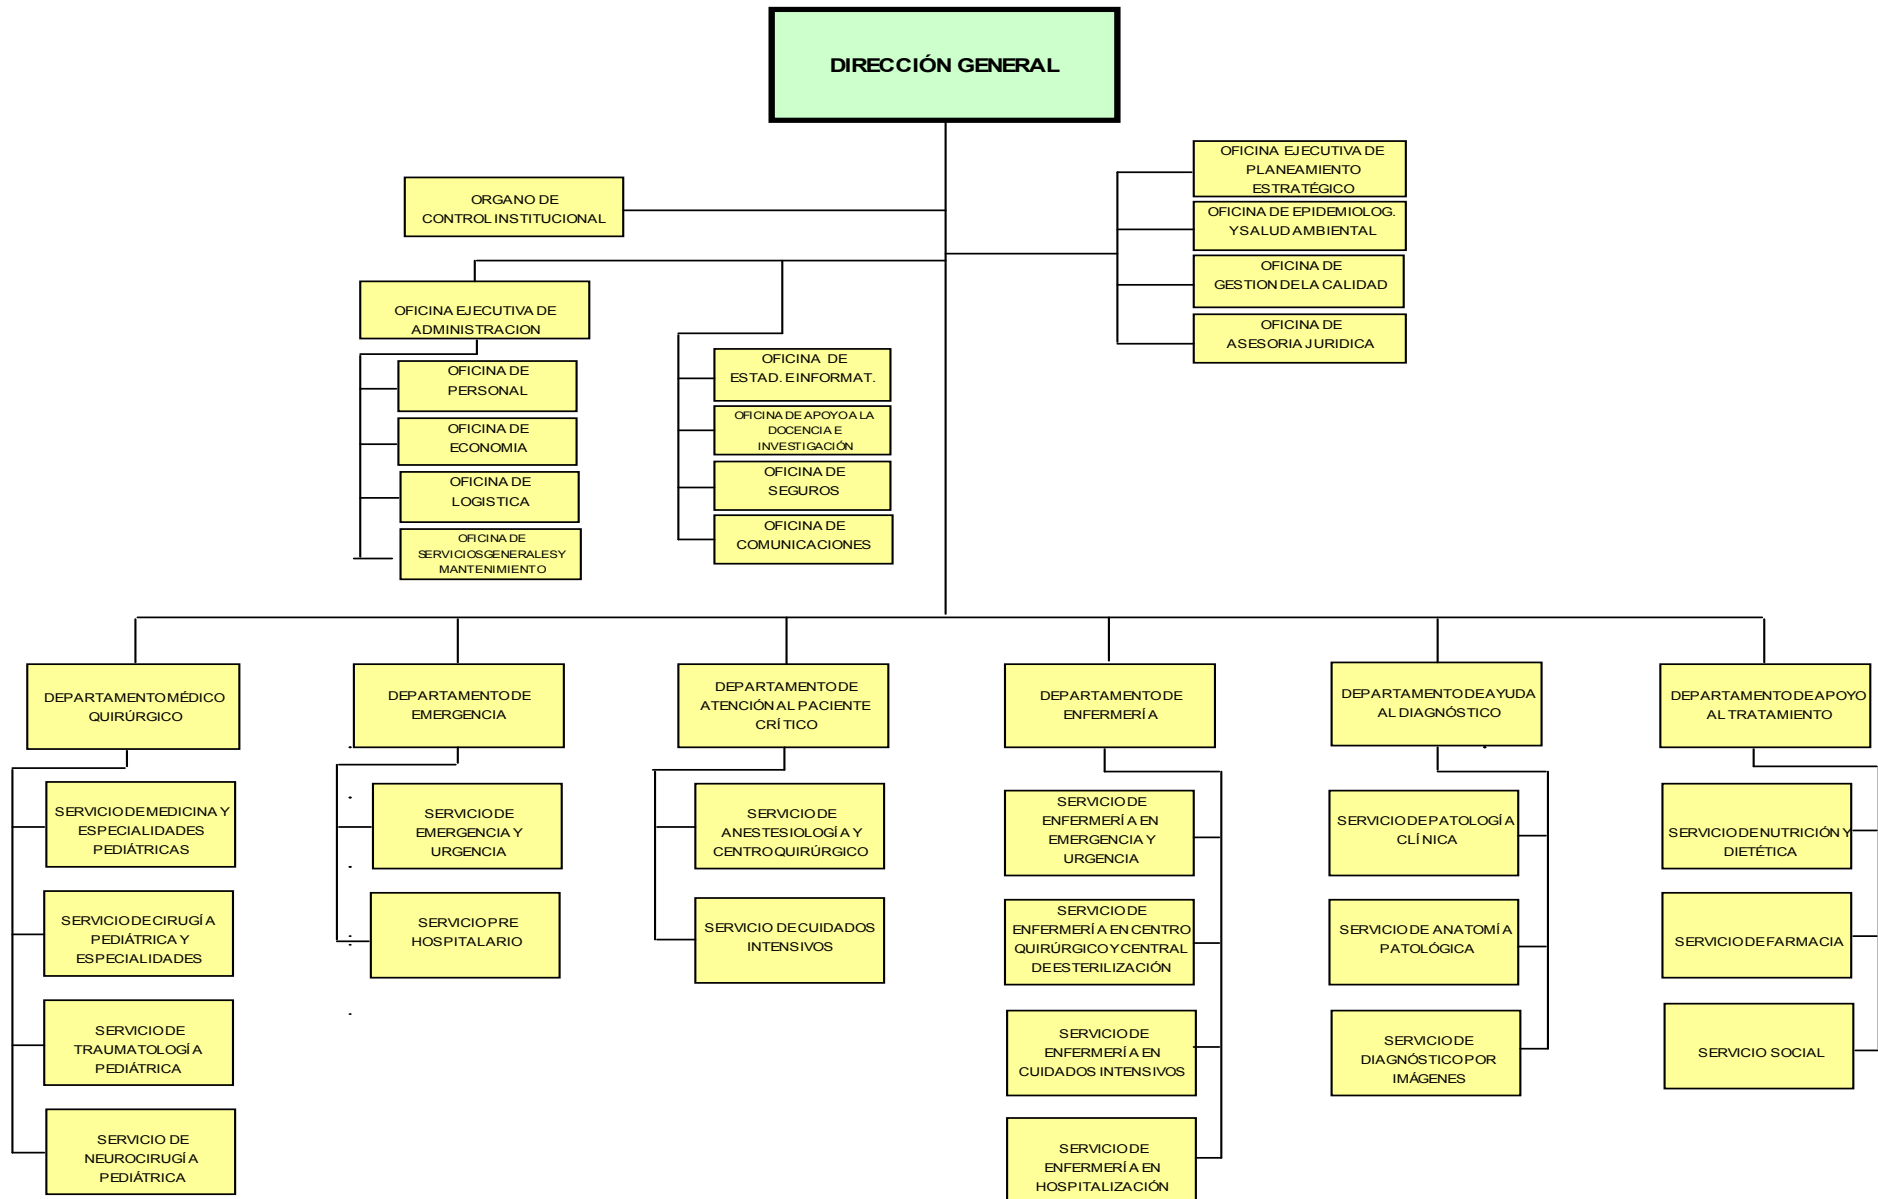 DIRECCIÓN GENERAL
ORGANO DE
CONTROL INSTITUCIONAL
OFICINA EJECUTIVA DE
PLANEAMIENTO
ESTRATÉGICO
OFICINA DE EPIDEMIOLOG.
Y SALUD AMBIENTAL
OFICINA DE
GESTION DE LA CALIDAD
OFICINA DE
ASESORIA JURIDICA
OFICINA EJECUTIVA DE
ADMINISTRACION
OFICINA DE
PERSONAL
OFICINA DE
ECONOMIA
OFICINA DE
LOGISTICA
OFICINA DE
SERVICIOS GENERALES Y
MANTENIMIENTO
OFICINA DE
ESTAD. E INFORMAT.
OFICINA DE APOYO A LA
DOCENCIA E
INVESTIGACIÓN
OFICINA DE
SEGUROS
OFICINA DE
COMUNICACIONES
DEPARTAMENTO MÉDICO
QUIRÚRGICO
SERVICIO DE MEDICINA Y
ESPECIALIDADES
PEDIÁTRICAS
SERVICIO DE CIRUGÍA
PEDIÁTRICA Y
ESPECIALIDADES
SERVICIO DE
TRAUMATOLOGÍA
PEDIÁTRICA
SERVICIO DE
NEUROCIRUGÍA
PEDIÁTRICA
DEPARTAMENTO DE
EMERGENCIA
SERVICIO DE
EMERGENCIA Y
URGENCIA
SERVICIO PRE
HOSPITALARIO
DEPARTAMENTO DE
ATENCIÓN AL PACIENTE
CRÍTICO
SERVICIO DE
ANESTESIOLOGÍA Y
CENTRO QUIRÚRGICO
SERVICIO DE CUIDADOS
INTENSIVOS
DEPARTAMENTO DE
ENFERMERÍA
SERVICIO DE
ENFERMERÍA EN
EMERGENCIA Y
URGENCIA
SERVICIO DE
ENFERMERÍA EN CENTRO
QUIRÚRGICO Y CENTRAL
DE ESTERILIZACIÓN
SERVICIO DE
ENFERMERÍA EN
CUIDADOS INTENSIVOS
SERVICIO DE
ENFERMERÍA EN
HOSPITALIZACIÓN
DEPARTAMENTO DE AYUDA
AL DIAGNÓSTICO
SERVICIO DE PATOLOGÍA
CLÍNICA
SERVICIO DE ANATOMÍA
PATOLÓGICA
SERVICIO DE
DIAGNÓSTICO POR
IMÁGENES
DEPARTAMENTO DE APOYO
AL TRATAMIENTO
SERVICIO DE NUTRICIÓN Y
DIETÉTICA
SERVICIO DE FARMACIA
SERVICIO SOCIAL